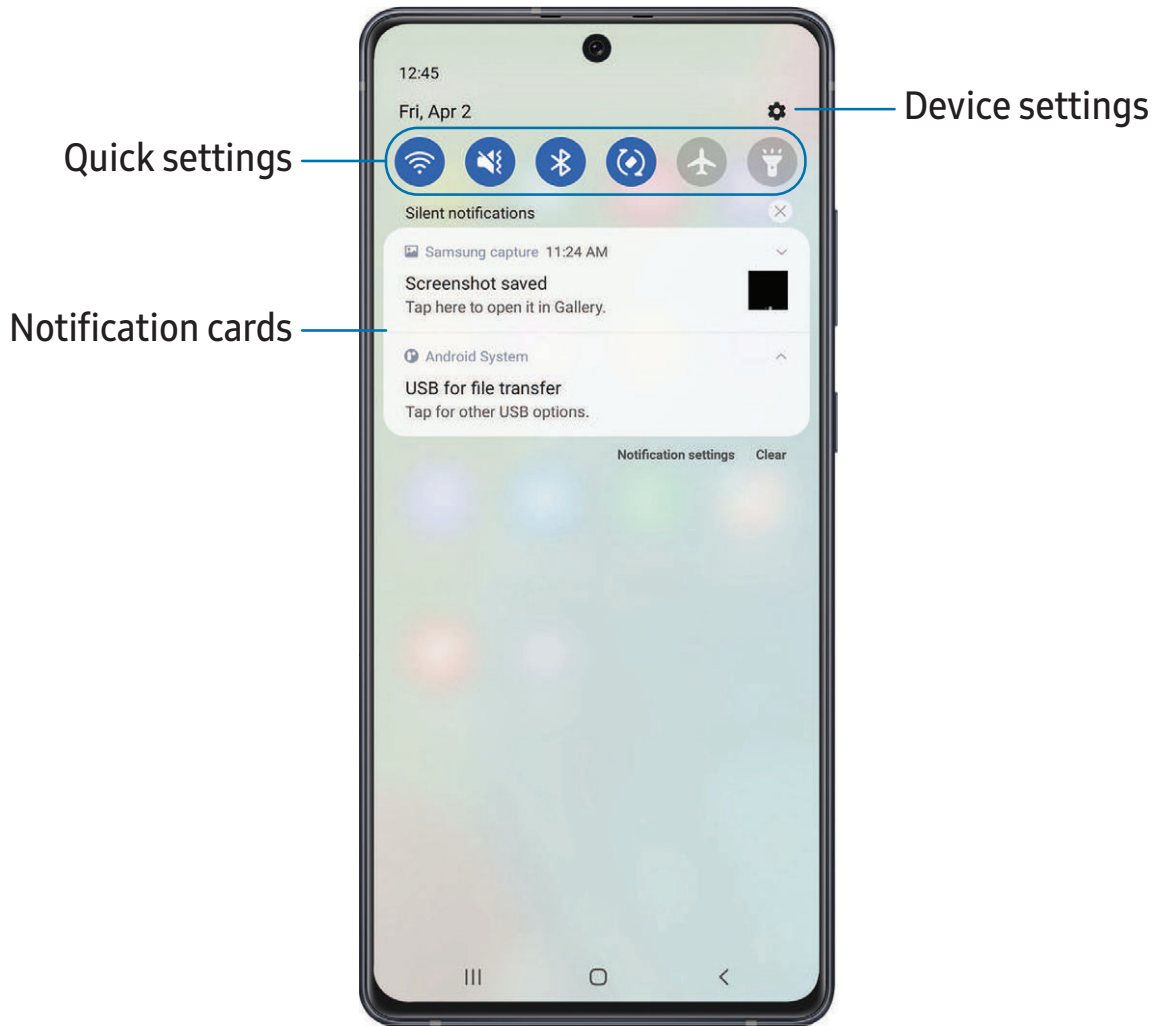 12:45
Fri, Apr 2
Device settings
Quick settings
Silent notifications
Samsung capture 11:24 AM
Screenshot saved
Tap here to open it in Gallery.
Notification cards
Android System
USB for file transfer
Tap for other USB options.
Notification settings Clear